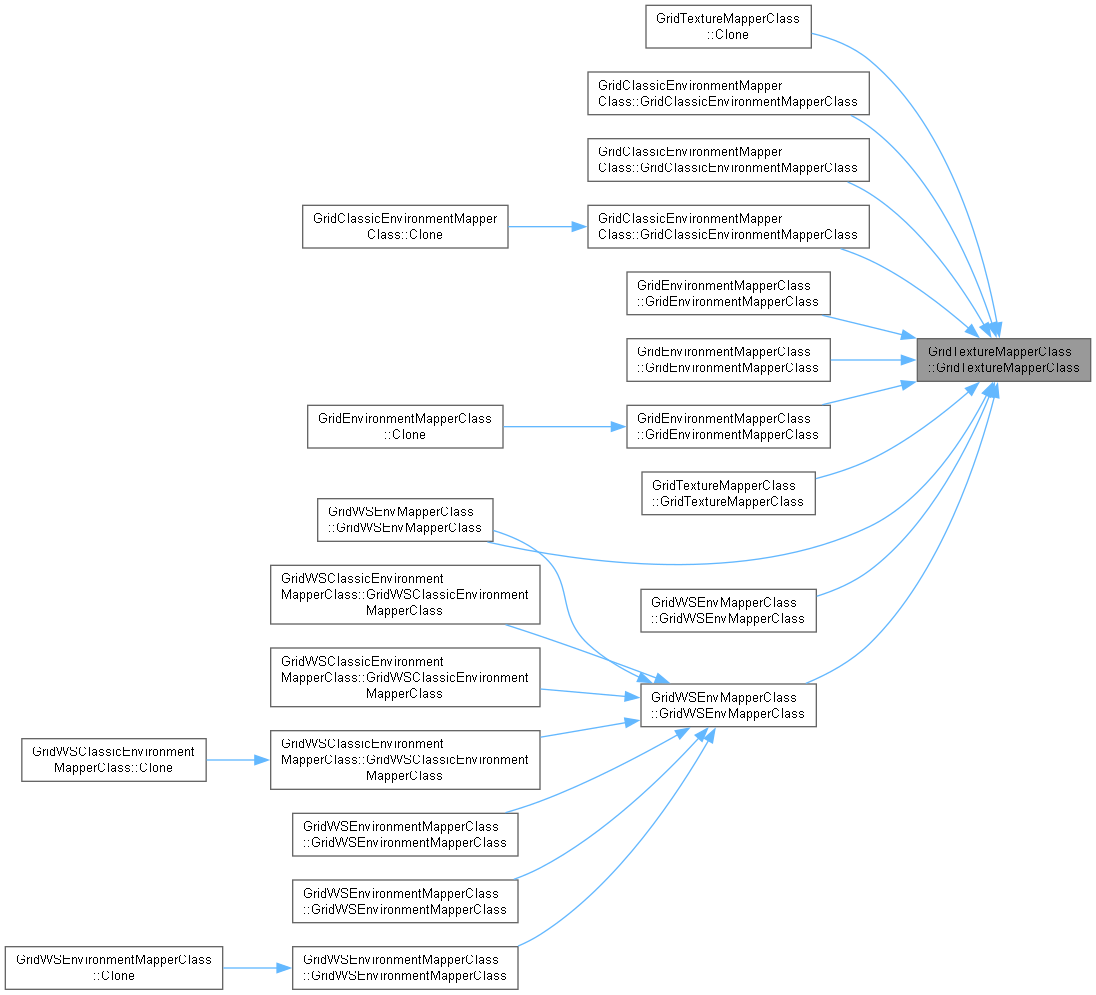 GridTextureMapperClass
::Clone
GridClassicEnvironmentMapper
Class::GridClassicEnvironmentMapperClass
GridClassicEnvironmentMapper
Class::GridClassicEnvironmentMapperClass
GridClassicEnvironmentMapper
Class::Clone
GridClassicEnvironmentMapper
Class::GridClassicEnvironmentMapperClass
GridEnvironmentMapperClass
::GridEnvironmentMapperClass
GridEnvironmentMapperClass
::GridEnvironmentMapperClass
GridTextureMapperClass
::GridTextureMapperClass
GridEnvironmentMapperClass
::Clone
GridEnvironmentMapperClass
::GridEnvironmentMapperClass
GridTextureMapperClass
::GridTextureMapperClass
GridWSEnvMapperClass
::GridWSEnvMapperClass
GridWSClassicEnvironment
MapperClass::GridWSClassicEnvironment
MapperClass
GridWSEnvMapperClass
::GridWSEnvMapperClass
GridWSClassicEnvironment
MapperClass::GridWSClassicEnvironment
MapperClass
GridWSEnvMapperClass
::GridWSEnvMapperClass
GridWSClassicEnvironment
MapperClass::Clone
GridWSClassicEnvironment
MapperClass::GridWSClassicEnvironment
MapperClass
GridWSEnvironmentMapperClass
::GridWSEnvironmentMapperClass
GridWSEnvironmentMapperClass
::GridWSEnvironmentMapperClass
GridWSEnvironmentMapperClass
::Clone
GridWSEnvironmentMapperClass
::GridWSEnvironmentMapperClass